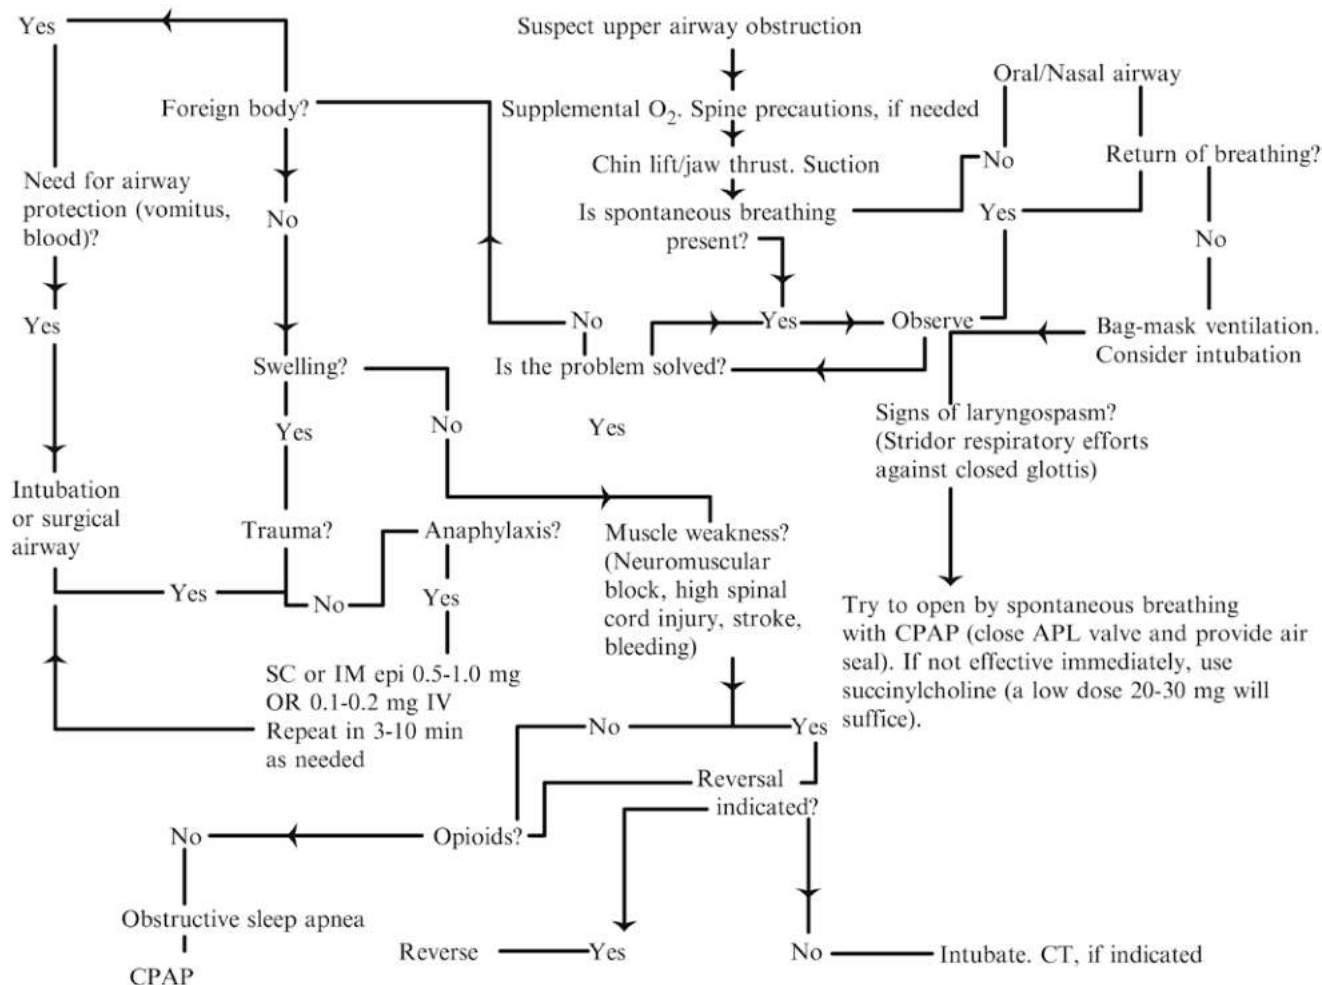 Yes
Suspect upper airway obstruction
Oral/Nasal airway
Foreign body?
Supplemental O2. Spine precautions, if needed
Chin lift/jaw thrust. Suction
No
Return of breathing?
Need for airway
protection (vomitus,
blood)?
No
Is spontaneous breathing
present?
Yes
No
Yes
No
Yes
Observe
Bag-mask ventilation.
Consider intubation
Swelling?
Is the problem solved?
Yes
No
Yes
Signs of laryngospasm?
(Stridor respiratory efforts
against closed glottis)
Intubation
or surgical
airway
Trauma?
Anaphylaxis?
Muscle weakness?
(Neuromuscular
block, high spinal
cord injury, stroke,
bleeding)
Yes
No
Yes
Try to open by spontaneous breathing
with CPAP (close APL valve and provide air
seal). If not effective immediately, use
succinylcholine (a low dose 20-30 mg will
suffice).
SC or IM epi 0.5-1.0 mg
OR 0.1-0.2 mg IV
Repeat in 3-10 min
as needed
No
Yes
Reversal
indicated?
No
Opioids?
Obstructive sleep apnea
CPAP
Reverse
Yes
No
Intubate. CT, if indicated